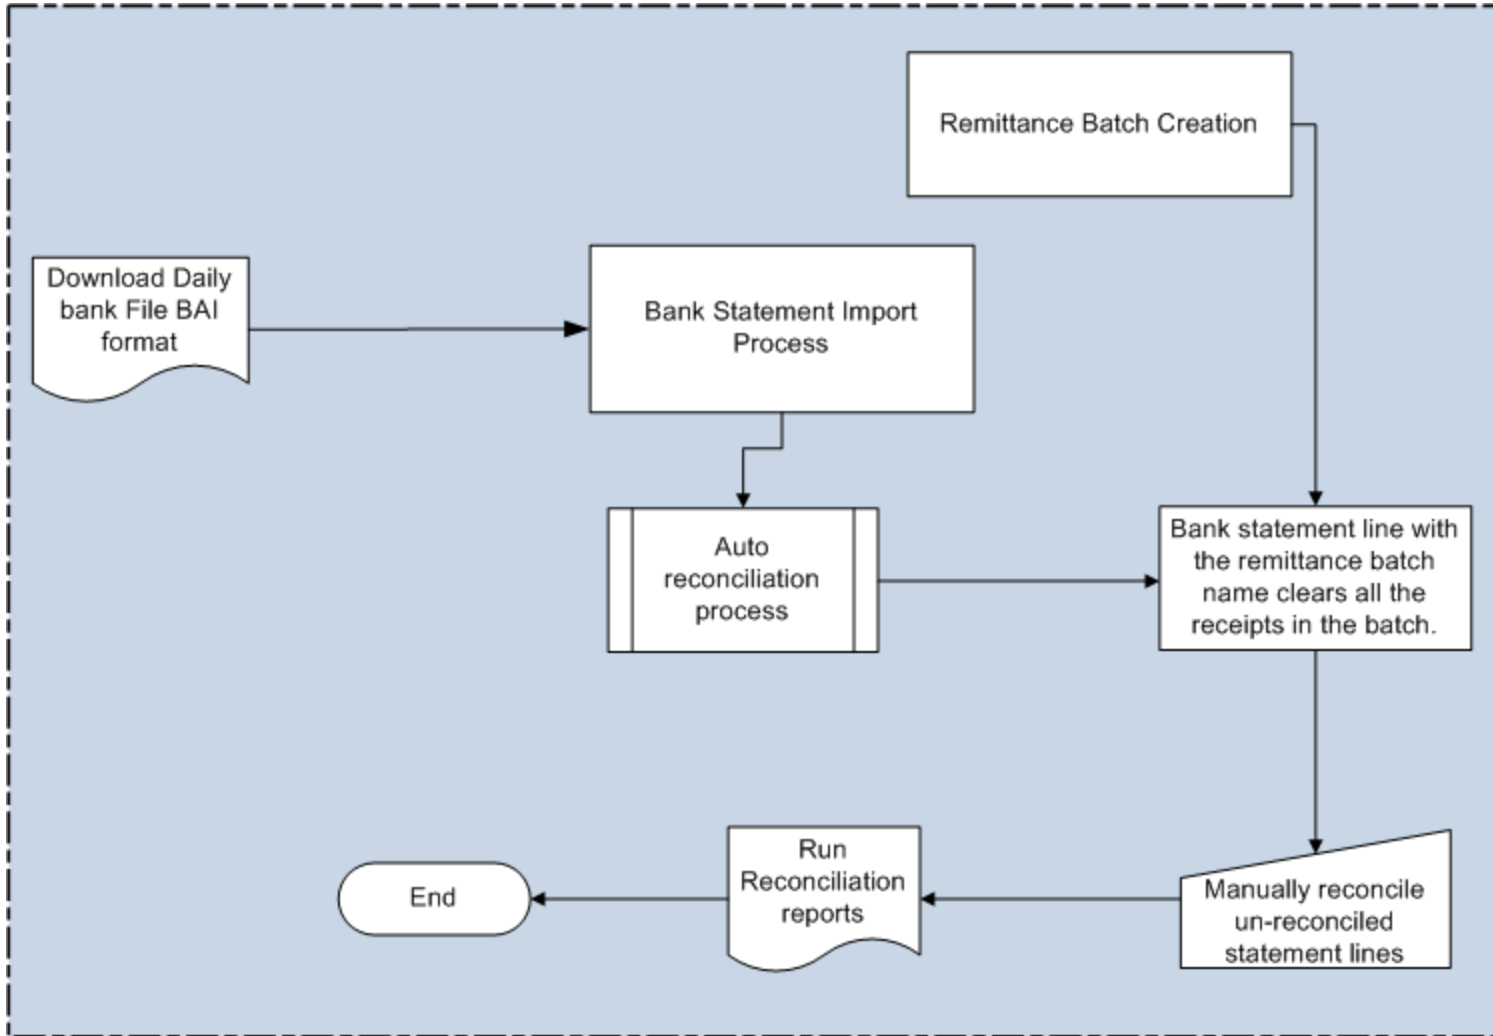 Remittance Batch Creation
Download Daily
bank File BAI
format
Bank Statement Import
Process
Auto
reconciliation
process
Bank statement line with
the remittance batch
name clears all the
receipts in the batch.
Manually reconcile
un-reconciled
statement lines
Run
Reconciliation
reports
End